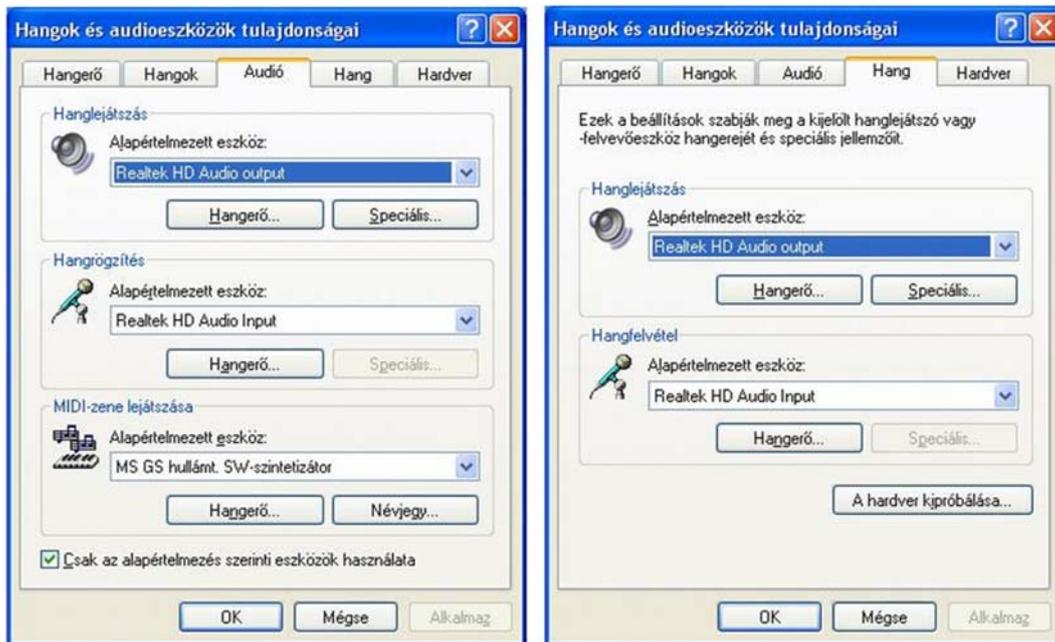 Hangok és audioeszközök tulajdonságai
Hangerő
Hangok
Audió
Hang
Hardver
Hanglejátszás
Alapértelmezett eszköz:
Realtek HD Audio output
Hangerő...
Speciális...
Hangrögzítés
Alapértelmezett eszköz:
Realtek HD Audio Input
Hangerő...
Speciális...
MIDI-zene lejátszása
Alapértelmezett eszköz:
MS GS hullámt. SW-szintetizátor
Hangerő...
Névjegy...
Csak az alapértelmezés szerinti eszközök használata
OK
Mégse
Alkalmaz
Hangok és audioeszközök tulajdonságai
Hangerő
Hangok
Audió
Hang
Hardver
Ezek a beállítások szabják meg a kijelölt hanglejátszó vagy
-felvevőeszköz hangerejét és speciális jellemzőit.
Hanglejátszás
Alapértelmezett eszköz:
Realtek HD Audio output
Hangerő...
Speciális...
Hangfelvétel
Alapértelmezett eszköz:
Realtek HD Audio Input
Hangerő...
Speciális...
A hardver kipróbálása...
OK
Mégse
Alkalmaz